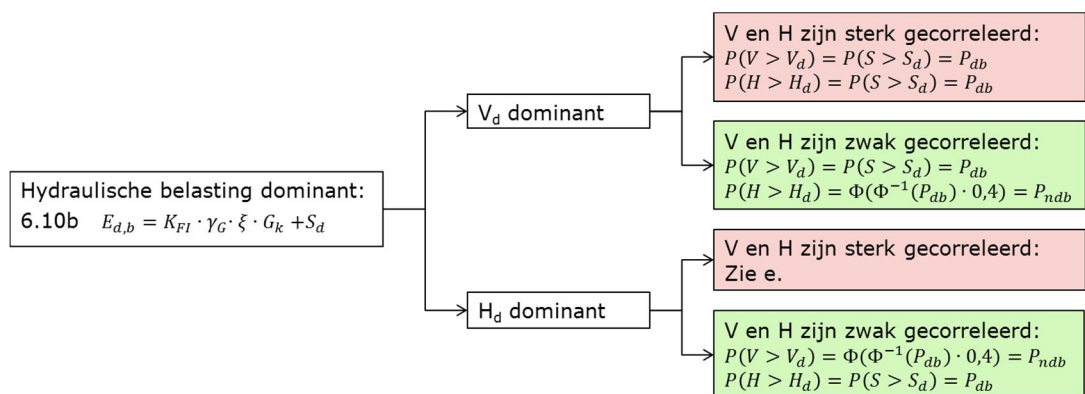 Hydraulische belasting dominant:
6.10b E_{d,b} = K_{FI} · γ_G · ξ · G_k + S_d
V_d dominant
V en H zijn sterk gecorreleerd:
P(V > V_d) = P(S > S_d) = P_{db}
P(H > H_d) = P(S > S_d) = P_{db}
V en H zijn zwak gecorreleerd:
P(V > V_d) = P(S > S_d) = P_{db}
P(H > H_d) = Φ(Φ^{−1}(P_{db}) · 0,4) = P_{ndb}
H_d dominant
V en H zijn sterk gecorreleerd:
Zie e.
V en H zijn zwak gecorreleerd:
P(V > V_d) = Φ(Φ^{−1}(P_{db}) · 0,4) = P_{ndb}
P(H > H_d) = P(S > S_d) = P_{db}